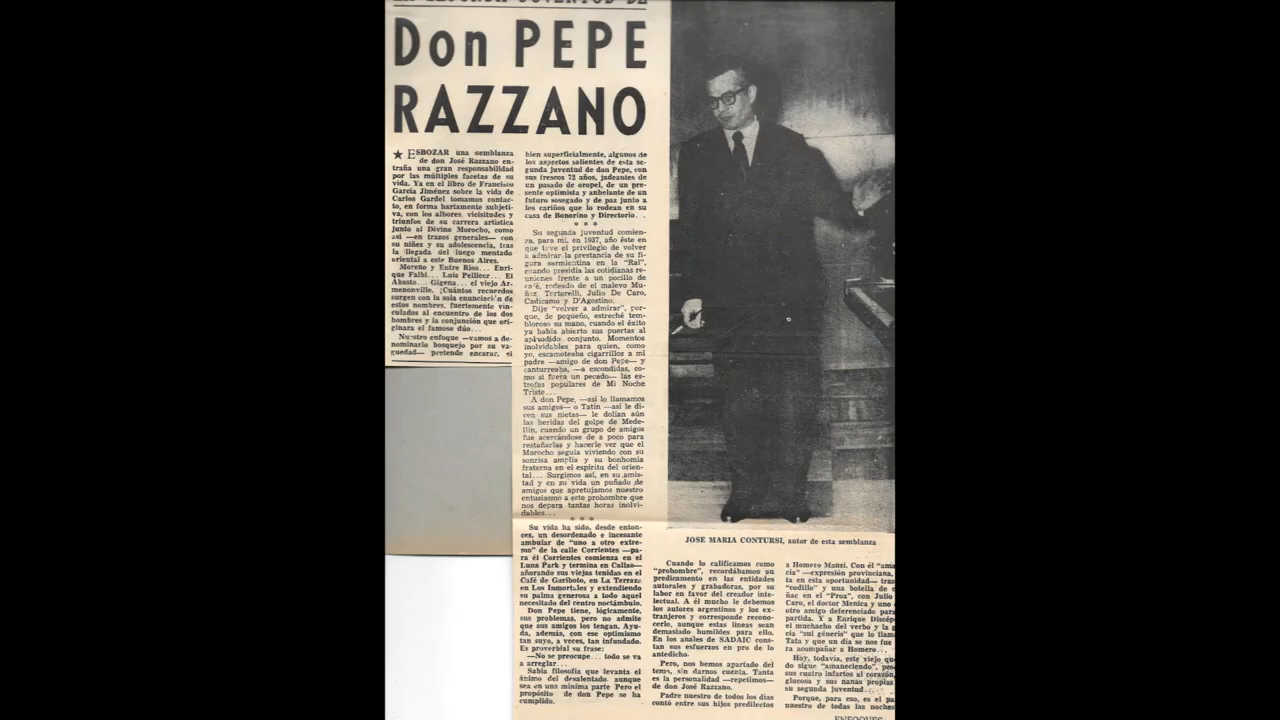 LA SEGUNDA JUVENTUD DE
Don PEPE
RAZZANO
★ ESBOZAR una semblanza
de don José Razzano en-
traña una gran responsabilidad
por las múltiples facetas de su
vida. Ya en el libro de Francisco
García Jiménez sobre la vida de
Carlos Gardel tomamos contac-
to, en forma hartamente subjeti-
va, con los albores, vicisitudes y
triunfos de su carrera artística
junto al Divino Morocho, como
así —en trazos generales— con
su niñez y su adolescencia, tras
la llegada del luego mentado
oriental a este Buenos Aires.
Moreno y Entre Ríos... Enri-
que Falbi... Luis Pellicer... El
Abasto... Gigena... el viejo Ar-
menonville. ¡Cuántos recuerdos
surgen con la sola enunciación de
estos nombres, fuertemente vin-
culados al encuentro de los dos
hombres y la conjunción que ori-
ginara el famoso dúo...
Nuestro enfoque —vamos a de-
nominarlo bosquejo por su va-
guedad— pretende encarar, si
bien superficialmente, algunos de
los aspectos salientes de esta se-
gunda juventud de don Pepe, con
sus frescos 72 años, jadeantes de
un pasado de oropel, de un pre-
sente optimista y anhelante de un
futuro sosegado y de paz junto a
los cariños que lo rodean en su
casa de Bonorino y Directorio. .
* * *
Su segunda juventud comien-
za, para mí, en 1937, año éste en
que tuve el privilegio de volver
a admirar la prestancia de su fi-
gura sarmientina en la "Real",
cuando presidía las cotidianas re-
uniones frente a un pocillo de
café, rodeado de el malevo Mu-
ñoz, Tortorelli, Julio De Caro,
Cadícamo y D'Agostino.
Dije "volver a admirar", por-
que, de pequeño, estreché tem-
bloroso su mano, cuando el éxito
ya había abierto sus puertas al
aplaudido conjunto. Momentos
inolvidables para quien, como
yo, escamoteaba cigarrillos a mi
padre —amigo de don Pepe— y
canturreaba, —a escondidas, co-
mo si fuera un pecado— las es-
trofas populares de Mi Noche
Triste...
A don Pepe, —así lo llamamos
sus amigos— o Tatín —así le di-
cen sus nietas— le dolían aún
las heridas del golpe de Mede-
llín, cuando un grupo de amigos
fue acercándose de a poco para
restañarlas y hacerle ver que el
Morocho seguía viviendo con su
sonrisa amplia y su bonhomía
fraterna en el espíritu del orien-
tal... Surgimos así, en su amis-
tad y en su vida un puñado de
amigos que apretujamos nuestro
entusiasmo a este prohombre que
nos depara tantas horas inolvi-
dables...
* * *
Su vida ha sido, desde enton-
ces, un desordenado e incesante
ambular de "uno a otro extre-
mo" de la calle Corrientes —pa-
ra él Corrientes comienza en el
Luna Park y termina en Callao—
añorando sus viejas tenidas en el
Café de Gariboto, en La Terraza,
en Los Inmortales y extendiendo
su palma generosa a todo aquel
necesitado del centro noctámbulo.
Don Pepe tiene, lógicamente,
sus problemas, pero no admite
que sus amigos los tengan. Ayu-
da, además, con ese optimismo
tan suyo, a veces, tan infundado.
Es proverbial su frase:
—No se preocupe... todo se va
a arreglar...
Sabia filosofía que levanta el
ánimo del desalentado, aunque
sea en una mínima parte Pero el
propósito de don Pepe se ha
cumplido.
JOSE MARIA CONTURSI, autor de esta semblanza
Cuando lo calificamos como
"prohombre", recordábamos su
predicamento en las entidades
autorales y grabadoras, por su
labor en favor del creador inte-
lectual. A él mucho le debemos
los autores argentinos y los ex-
tranjeros y corresponde recono-
cerlo, aunque estas líneas sean
demasiado humildes para ello.
En los anales de SADAIC cons-
tan sus esfuerzos en pro de lo
antedicho.
Pero, nos hemos apartado del
tema, sin darnos cuenta. Tanta
es la personalidad —repetimos—
de don José Razzano.
Padre nuestro de todos los días
contó entre sus hijos predilectos
a Homero Manzi. Con él "ama
cía" —expresión provinciana,
ta en esta oportunidad— tras
"codillo" y una botella de c
ñac en el "Proa", con Julio
Caro, el doctor Menica y uno
otro amigo diferenciado para
partida. Y a Enrique Discép
el muchacho del verbo y la g
cia "sui géneris" que lo llam
Tata y que un día se nos fue
ra acompañar a Homero...
Hoy, todavía, este viejo que
do sigue "amaneciendo", pese
sus cuatro infartos al corazón,
glucosa y sus nanas propias
su segunda juventud...
Porque, para eso, es el pa
nuestro de todas las noches
ENFOQUES